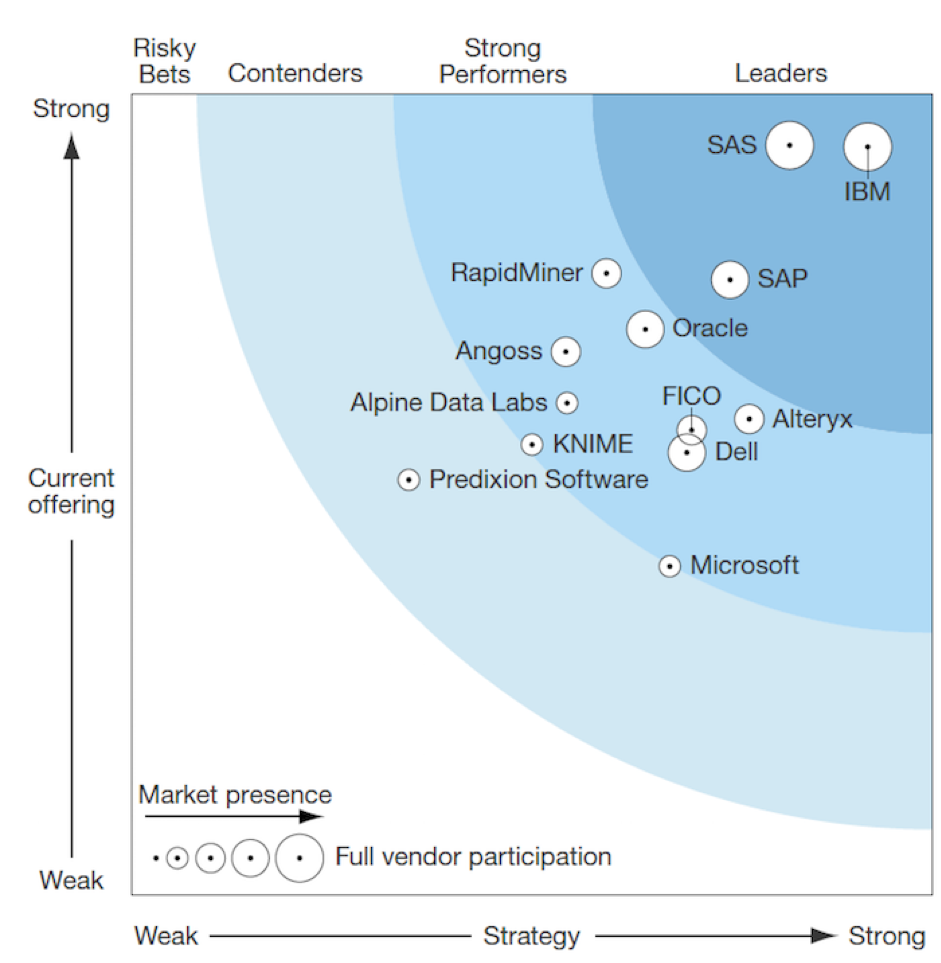 Risky
Bets
Contenders
Strong
Performers
Leaders
Strong
SAS
IBM
RapidMiner
SAP
Oracle
Angoss
FICO
Alpine Data Labs
Alteryx
KNIME
Dell
Predixion Software
Current
offering
Microsoft
Market presence
Full vendor participation
Weak
Weak
Strategy
Strong